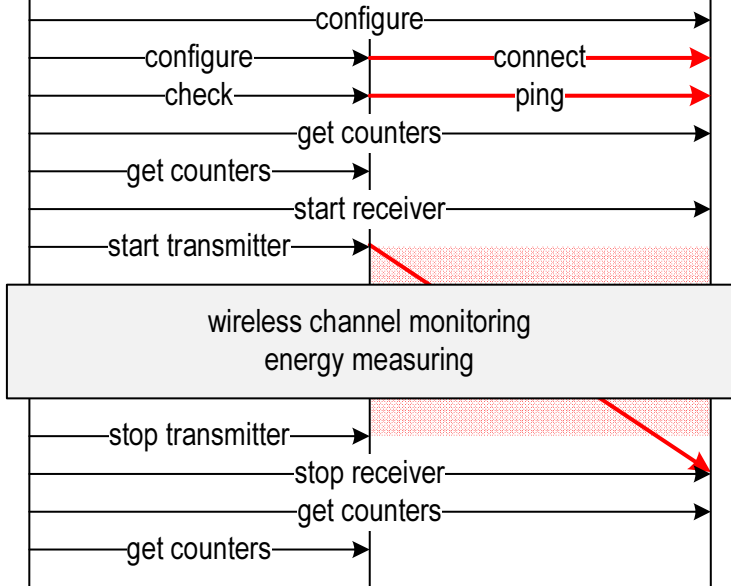 configure
configure connect
check ping
get counters
get counters
start receiver
start transmitter
wireless channel monitoring
energy measuring
stop transmitter
stop receiver
get counters
get counters